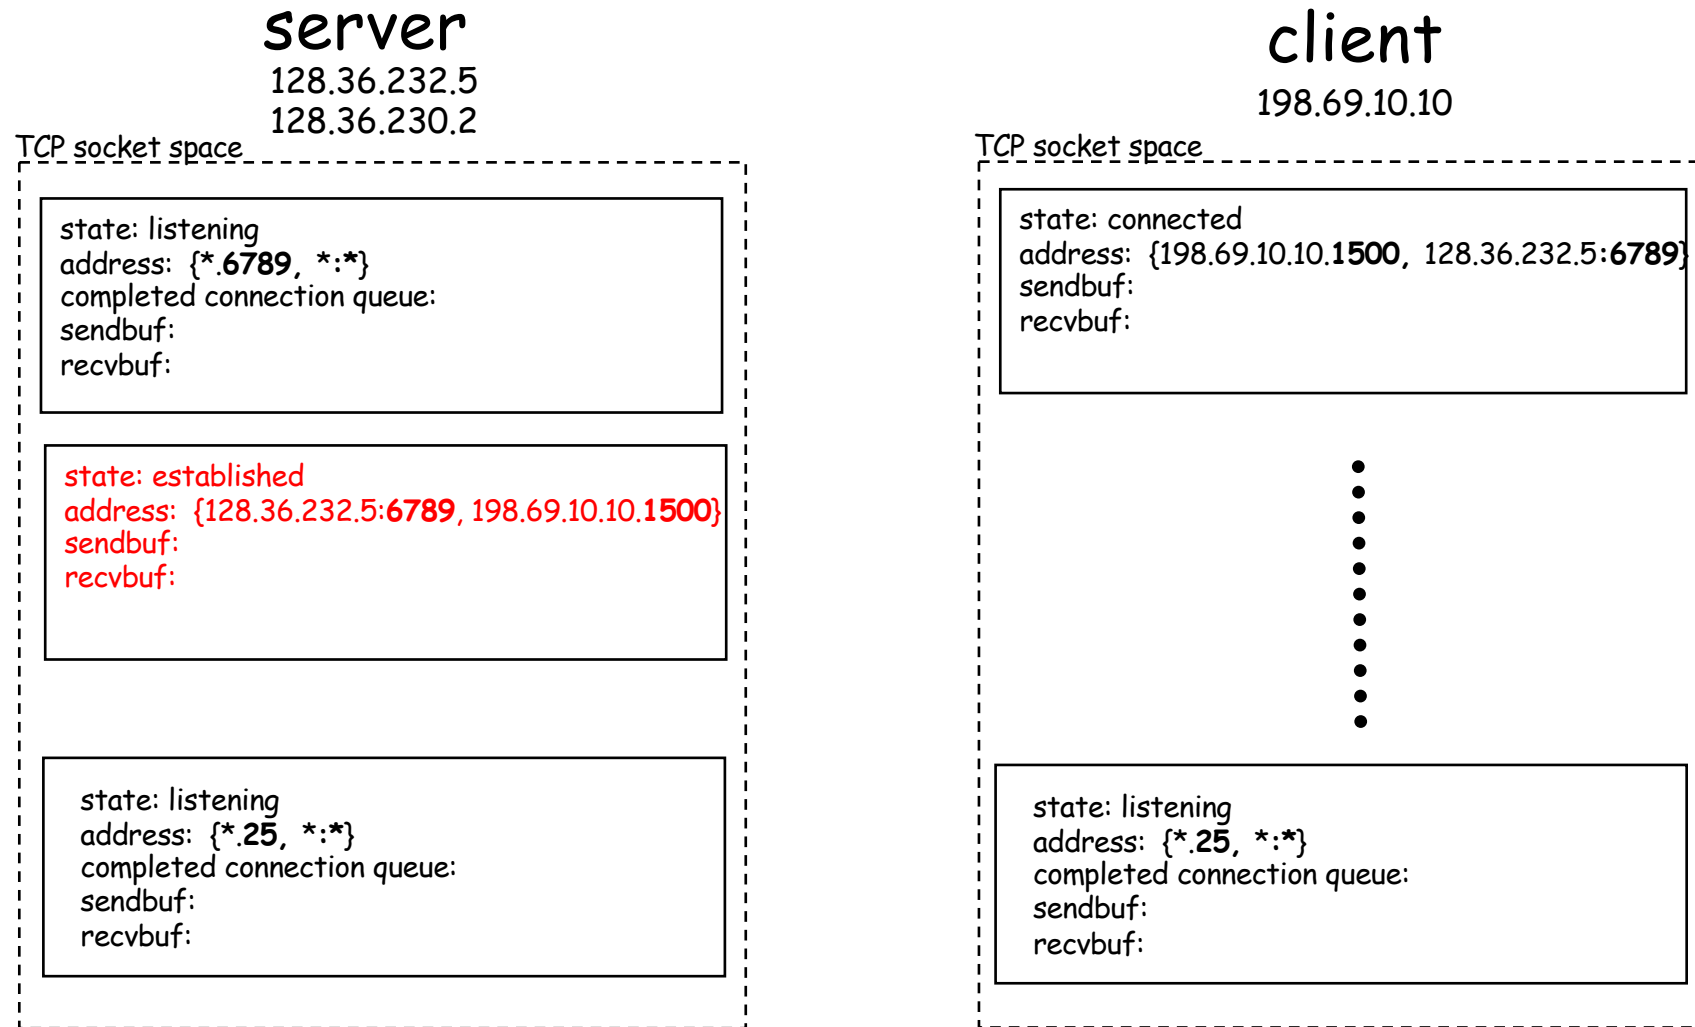 server
128.36.232.5
128.36.230.2
TCP socket space
state: listening
address: {*.6789, *:*}
completed connection queue:
sendbuf:
recvbuf:
state: established
address: {128.36.232.5:6789, 198.69.10.10.1500}
sendbuf:
recvbuf:
state: listening
address: {*.25, *:*}
completed connection queue:
sendbuf:
recvbuf:
client
198.69.10.10
TCP socket space
state: connected
address: {198.69.10.10.1500, 128.36.232.5:6789}
sendbuf:
recvbuf:
state: listening
address: {*.25, *:*}
completed connection queue:
sendbuf:
recvbuf: